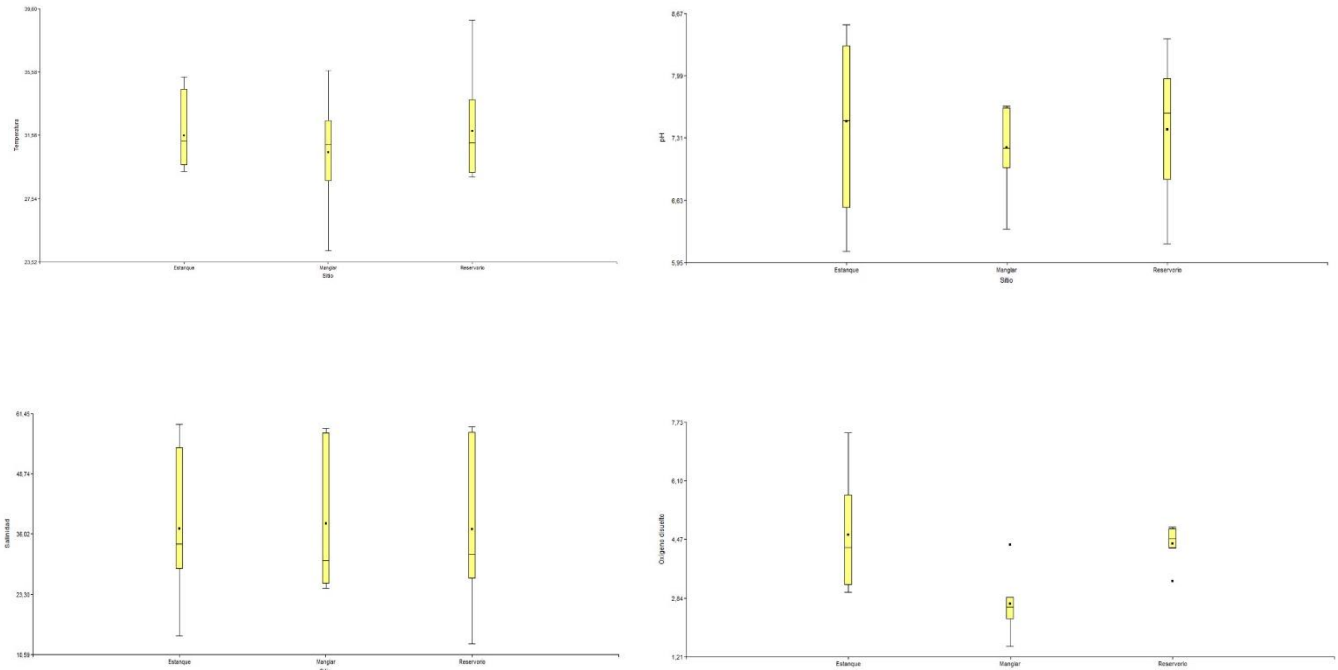 39,60
35,58
31,56
27,54
23,52
Temperatura
Estanque Manglar Reservorio
Sitio
8,67
7,99
7,31
6,63
5,95
pH
Estanque Manglar Reservorio
Sitio
61,45
48,74
36,02
23,30
10,59
Salinidad
Estanque Manglar Reservorio
7,73
6,10
4,47
2,84
1,21
Oxigeno disuelto
Estanque Manglar Reservorio